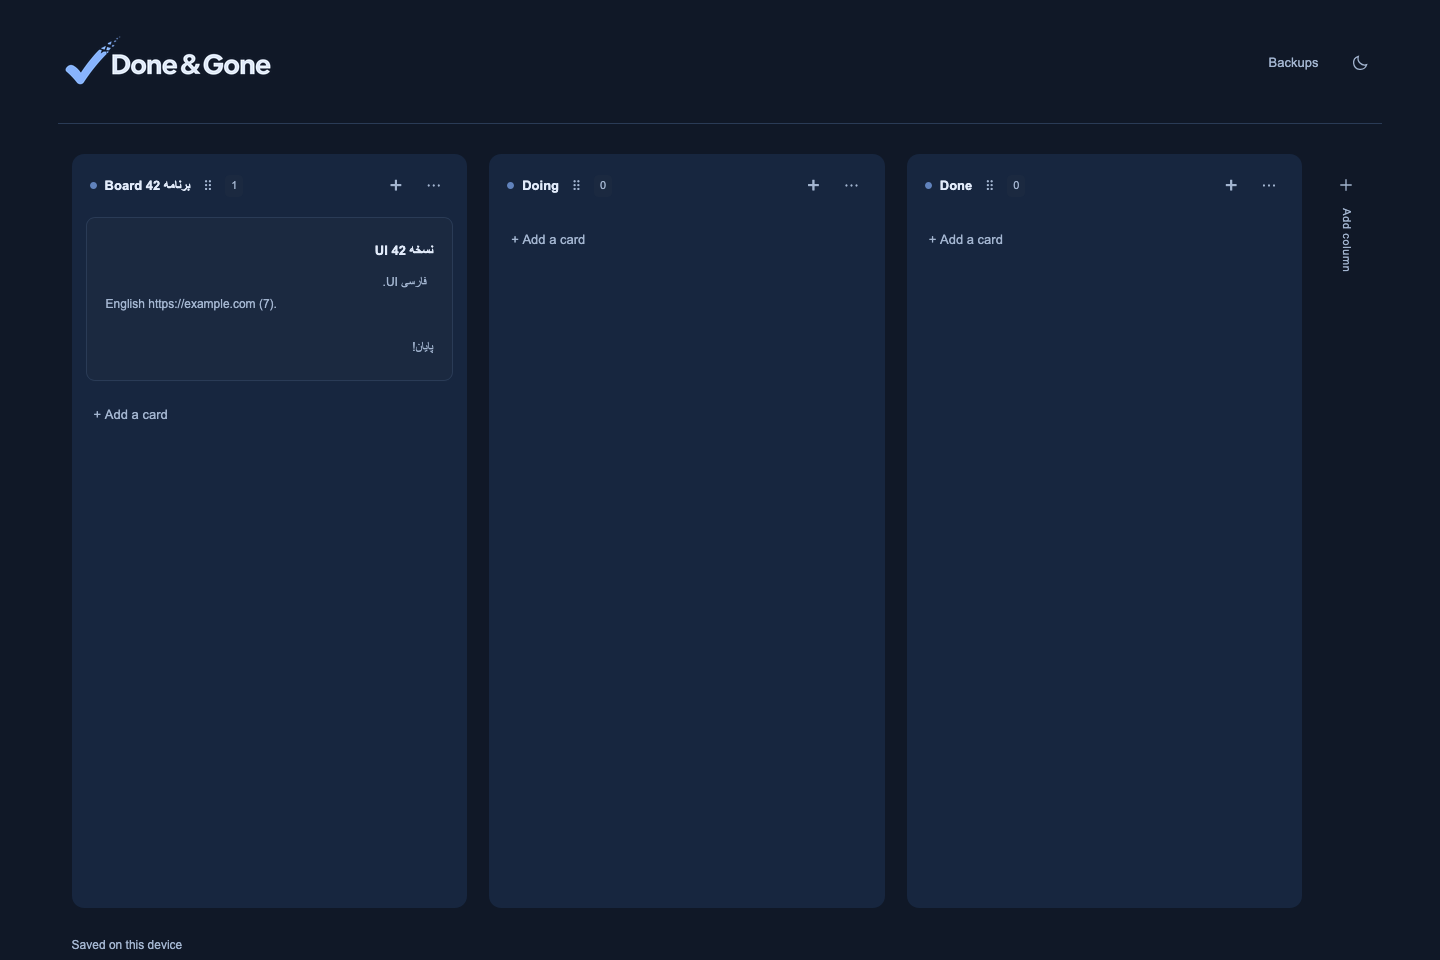 Done & Gone
Backups
Board 42 برنامه
1
+
...
نسخه 42 UI
فارسی UI.
English https://example.com (7).
پایان!
+ Add a card
Doing
0
+
...
+ Add a card
Done
0
+
...
+ Add a card
+
Add column
Saved on this device